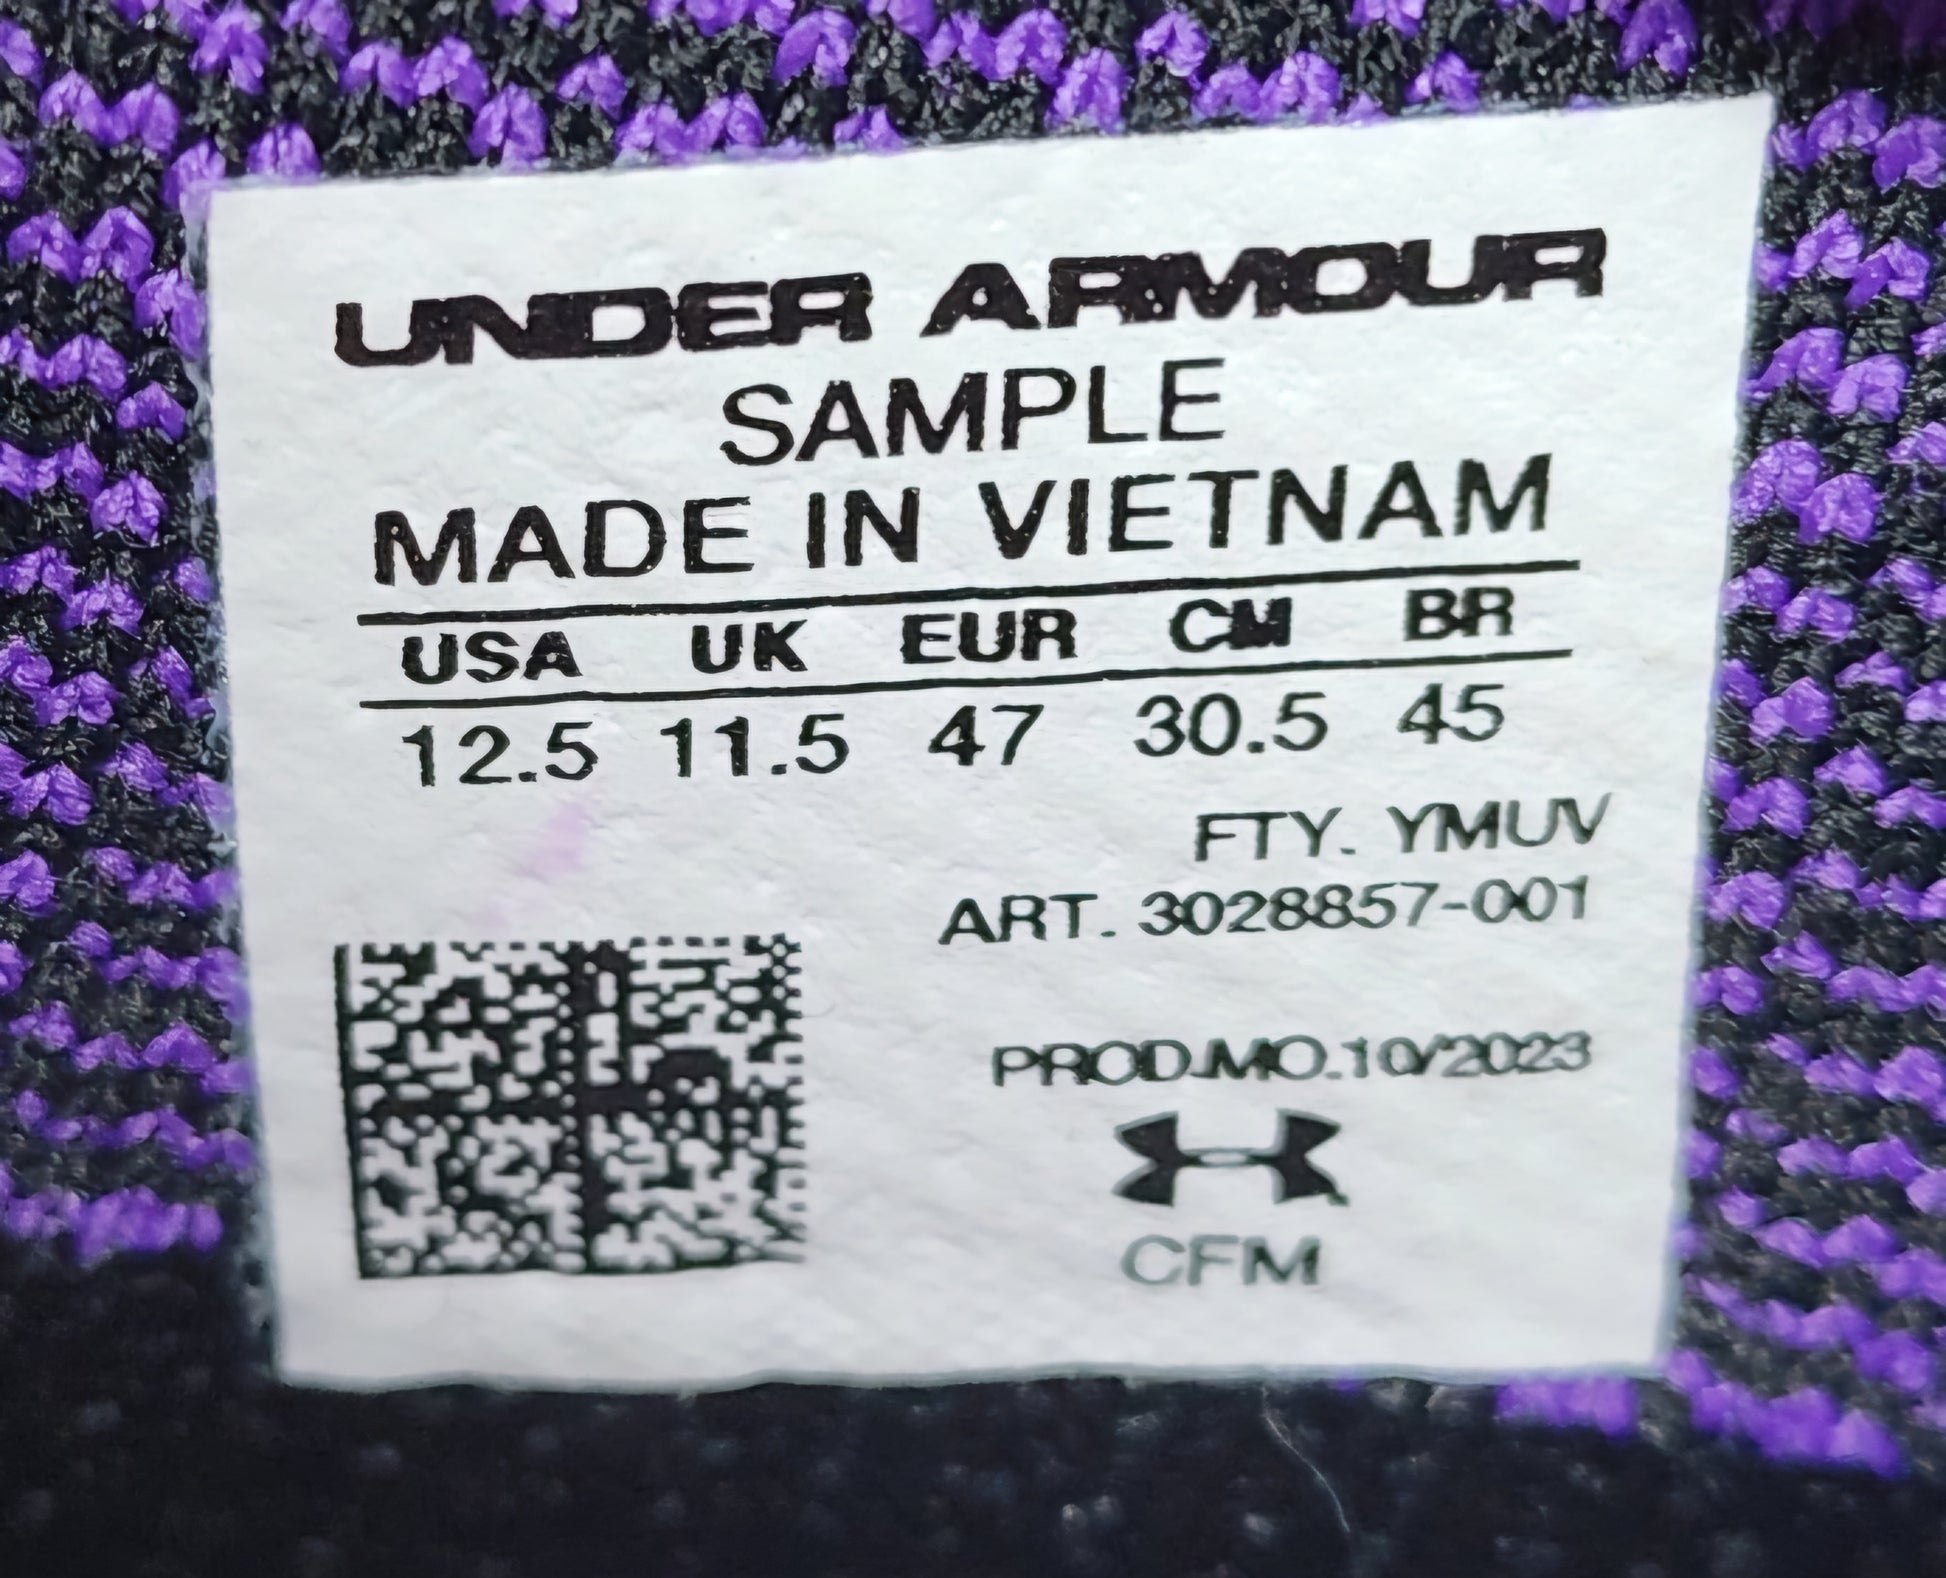 UNDER ARMOUR
SAMPLE
MADE IN VIETNAM
USA UK EUR CM BR
12.5 11.5 47 30.5 45
FTY. YMUV
ART. 3028857-001
PROD.MO.10/2023
CFM